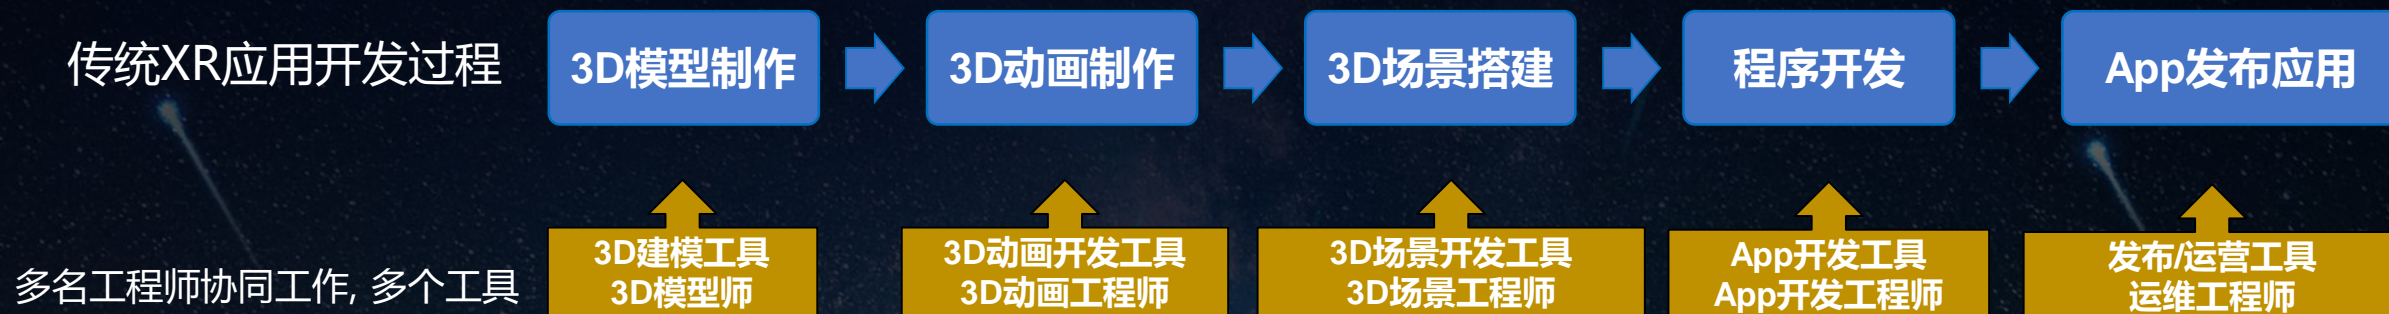 传统XR应用开发过程
3D模型制作
3D动画制作
3D场景搭建
程序开发
App发布应用
多名工程师协同工作, 多个工具
3D建模工具
3D模型师
3D动画开发工具
3D动画工程师
3D场景开发工具
3D场景工程师
App开发工具
App开发工程师
发布/运营工具
运维工程师